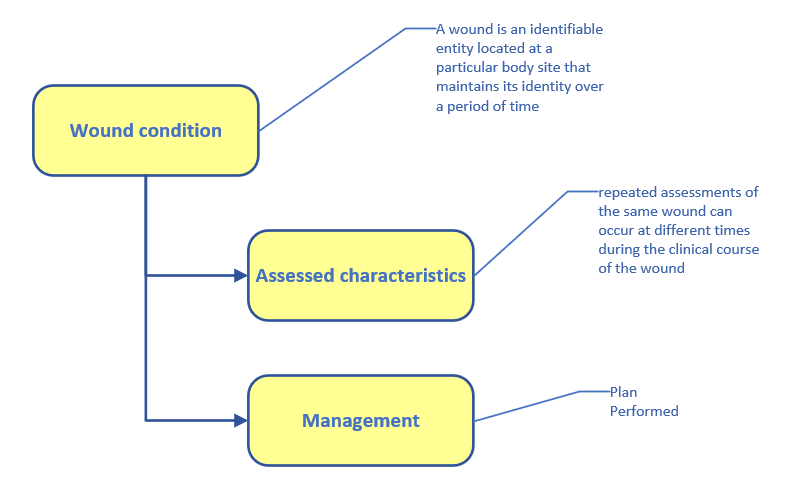 A wound is an identifiable
entity located at a
particular body site that
maintains its identity over
a period of time
Wound condition
repeated assessments of
the same wound can
occur at different times
during the clinical course
of the wound
Assessed characteristics
Plan
Performed
Management